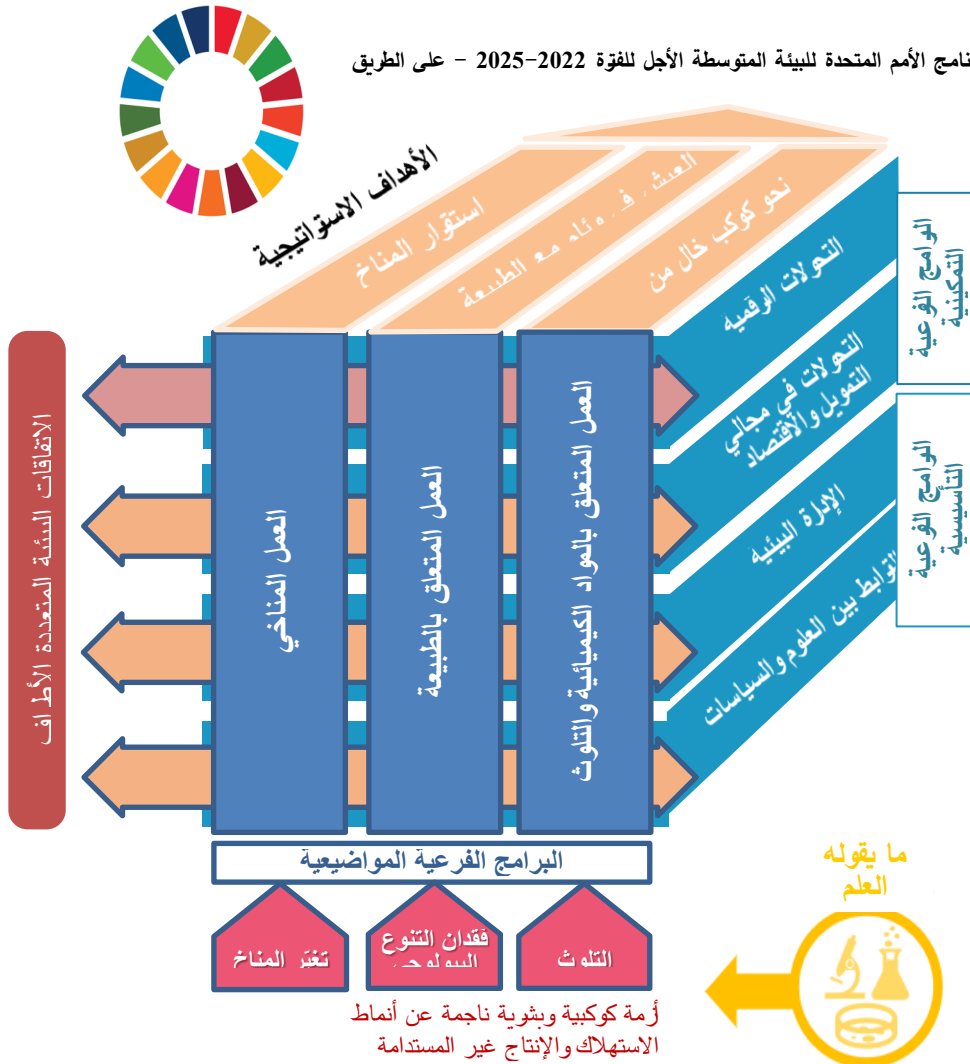 نامج الأمم المتحدة للبيئة المتوسطة الأجل للفترة 2022-2025 - على الطريق
الأهداف الاستراتيجية
استقرار المناخ
مع الطبيعة
نحو كوكب خال من
البرامج الفرعية
التمكينية
البرامج الفرعية
التأسيسية
التحولات الرقمية
التحولات في مجالي
التمويل والاقتصاد
الإدارة البيئية
بين العلوم والسياسات
العمل المناخي
العمل المتعلق بالطبيعة
العمل المتعلق بالمواد الكيميائية والتلوث
الاتفاقات البيئية المتعددة
البرامج الفرعية المواضيعية
تغير المناخ
فقدان التنوع
التلوث
أزمة كوكبية وبشرية ناجمة عن أنماط
الاستهلاك والإنتاج غير المستدامة
ما يقوله
العلم